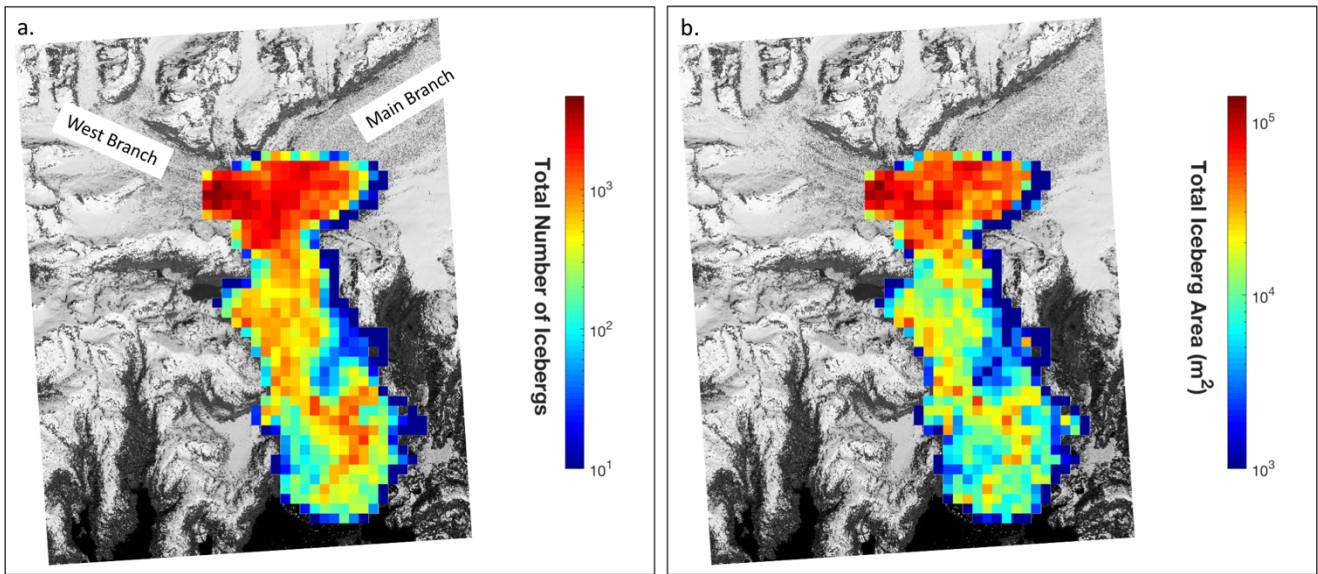 a.
West Branch
Main Branch
Total Number of Icebergs
10^3
10^2
10^1
b.
Total Iceberg Area (m^2)
10^5
10^4
10^3